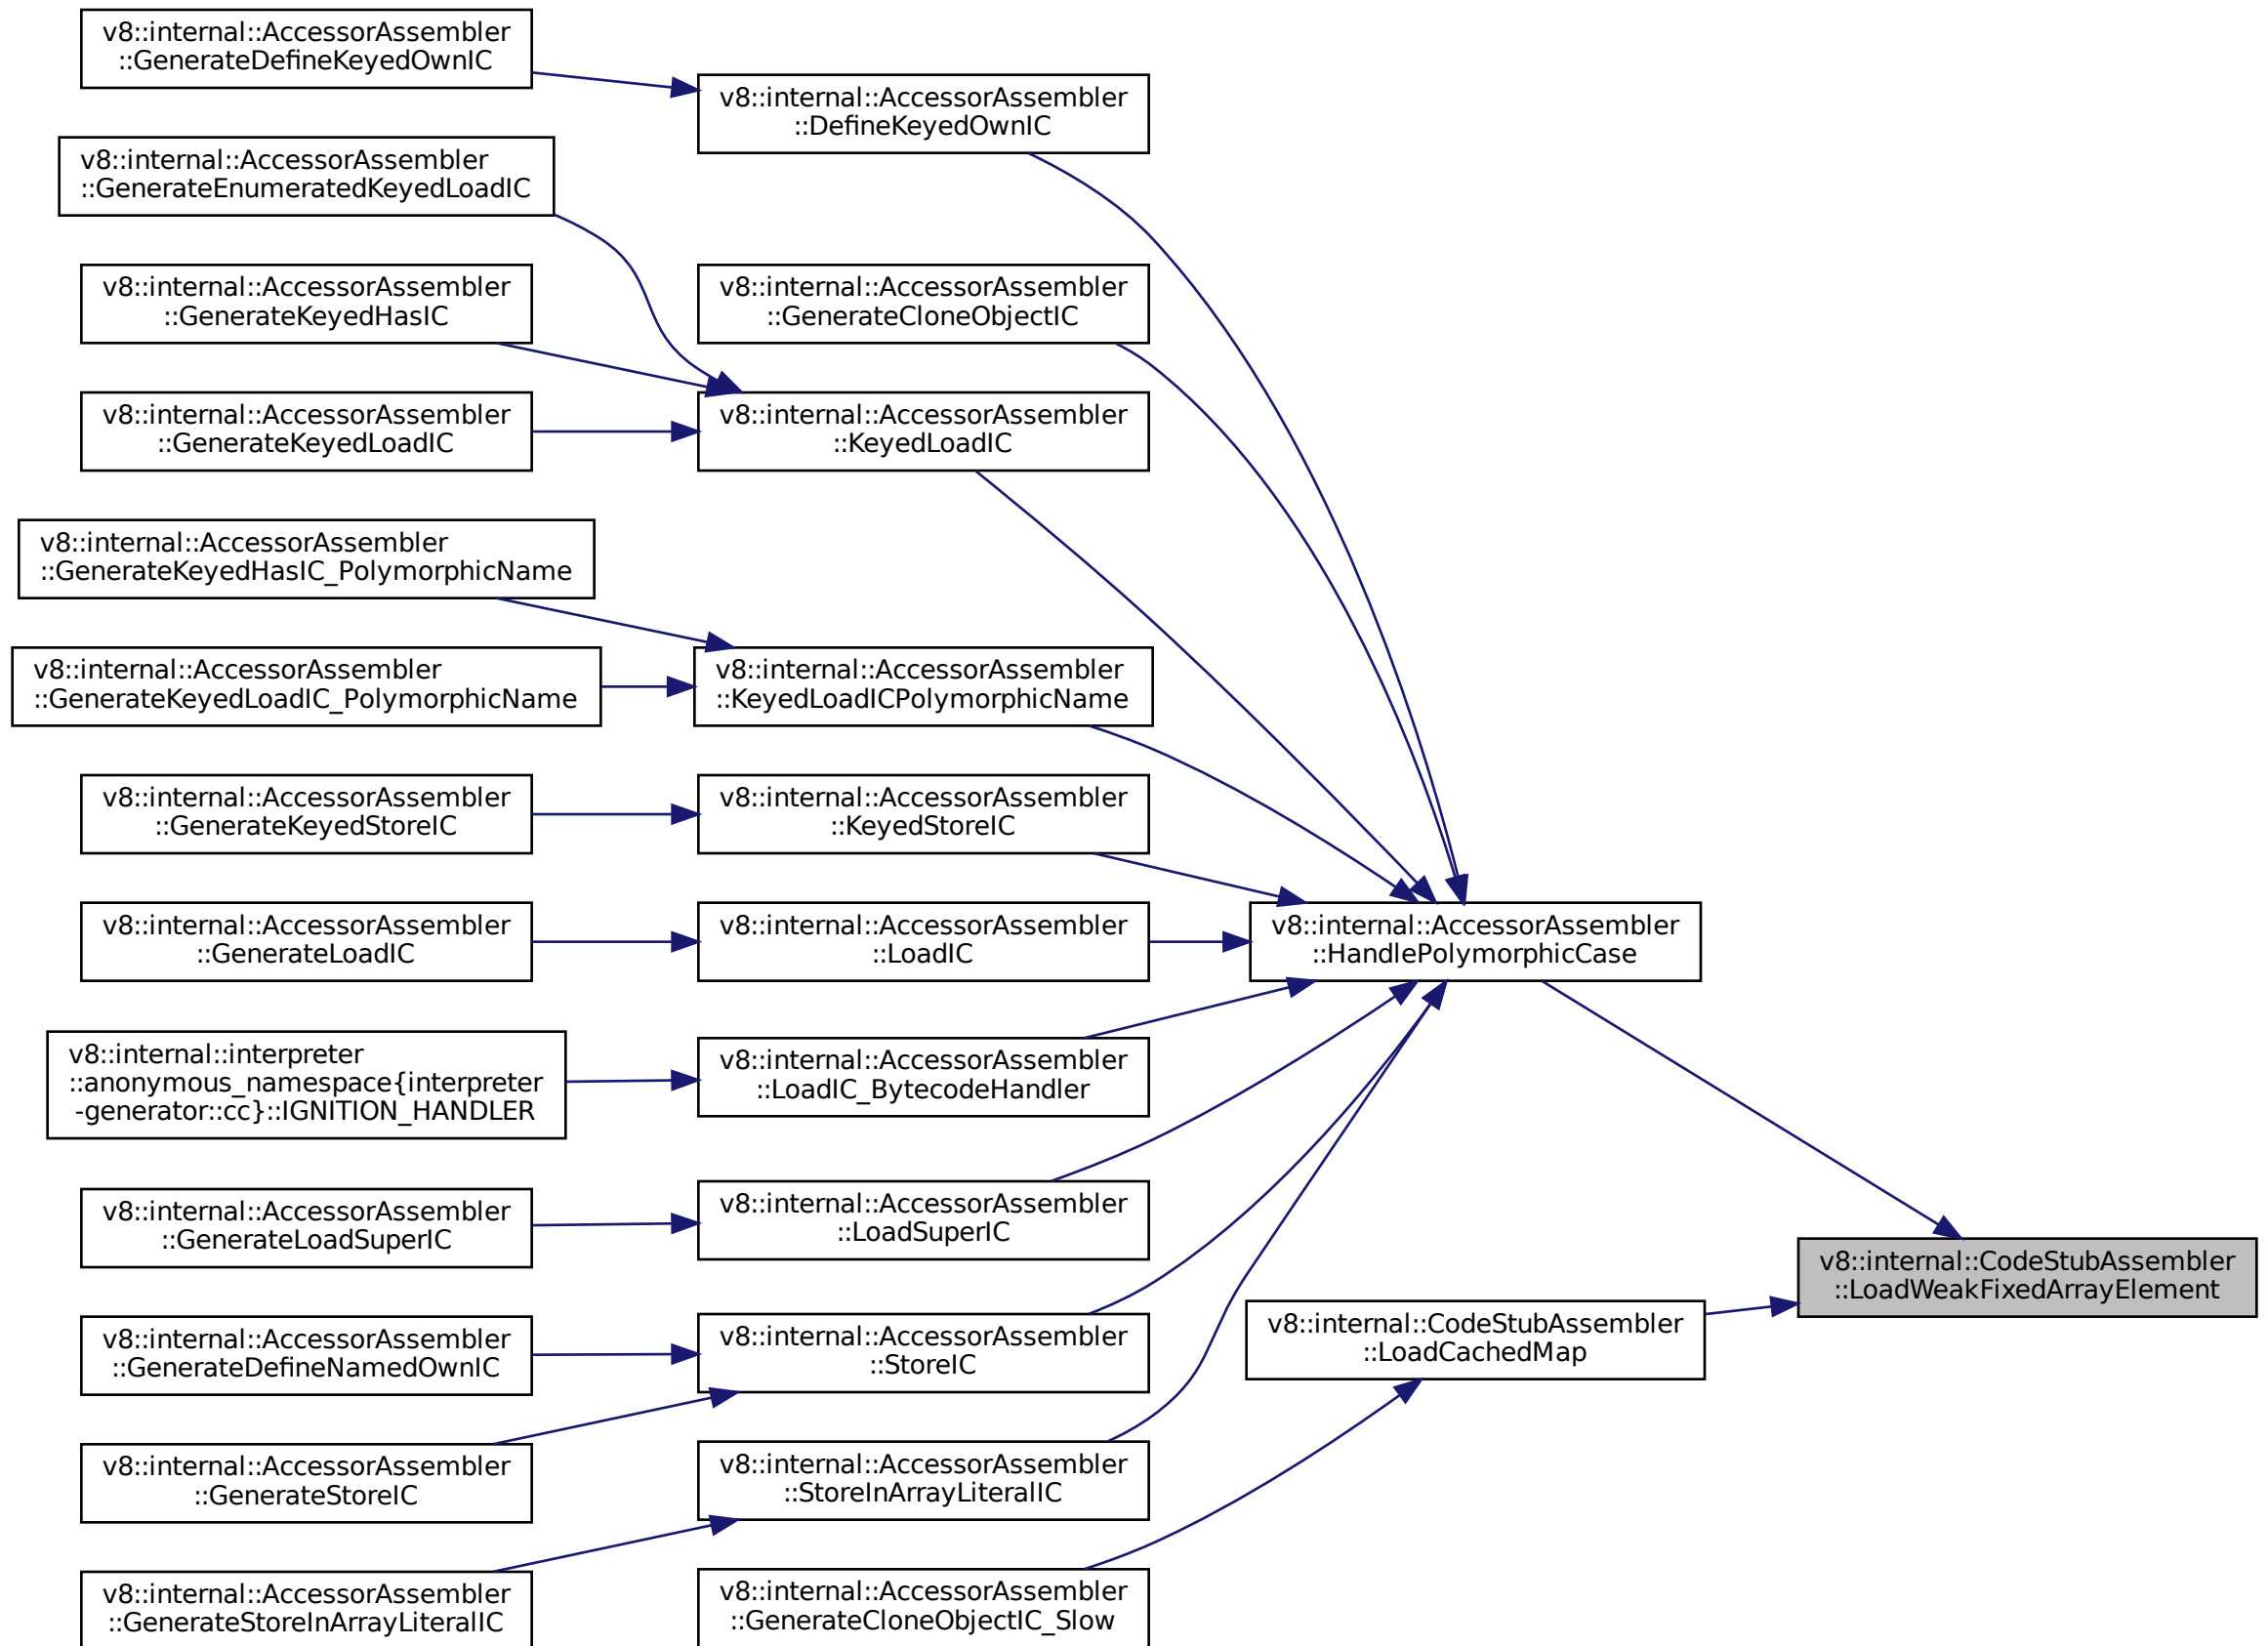 v8::internal::AccessorAssembler
::GenerateDefineKeyedOwnIC
v8::internal::AccessorAssembler
::DefineKeyedOwnIC
v8::internal::AccessorAssembler
::GenerateEnumeratedKeyedLoadIC
v8::internal::AccessorAssembler
::GenerateKeyedHasIC
v8::internal::AccessorAssembler
::GenerateCloneObjectIC
v8::internal::AccessorAssembler
::GenerateKeyedLoadIC
v8::internal::AccessorAssembler
::KeyedLoadIC
v8::internal::AccessorAssembler
::GenerateKeyedHasIC_PolymorphicName
v8::internal::AccessorAssembler
::GenerateKeyedLoadIC_PolymorphicName
v8::internal::AccessorAssembler
::KeyedLoadICPolymorphicName
v8::internal::AccessorAssembler
::GenerateKeyedStoreIC
v8::internal::AccessorAssembler
::KeyedStoreIC
v8::internal::AccessorAssembler
::GenerateLoadIC
v8::internal::AccessorAssembler
::LoadIC
v8::internal::AccessorAssembler
::HandlePolymorphicCase
v8::internal::interpreter
::anonymous_namespace{interpreter
-generator::cc}::IGNITION_HANDLER
v8::internal::AccessorAssembler
::LoadIC_BytecodeHandler
v8::internal::AccessorAssembler
::GenerateLoadSuperIC
v8::internal::AccessorAssembler
::LoadSuperIC
v8::internal::CodeStubAssembler
::LoadWeakFixedArrayElement
v8::internal::AccessorAssembler
::GenerateDefineNamedOwnIC
v8::internal::AccessorAssembler
::StoreIC
v8::internal::CodeStubAssembler
::LoadCachedMap
v8::internal::AccessorAssembler
::GenerateStoreIC
v8::internal::AccessorAssembler
::StoreInArrayLiteralIC
v8::internal::AccessorAssembler
::GenerateStoreInArrayLiteralIC
v8::internal::AccessorAssembler
::GenerateCloneObjectIC_Slow